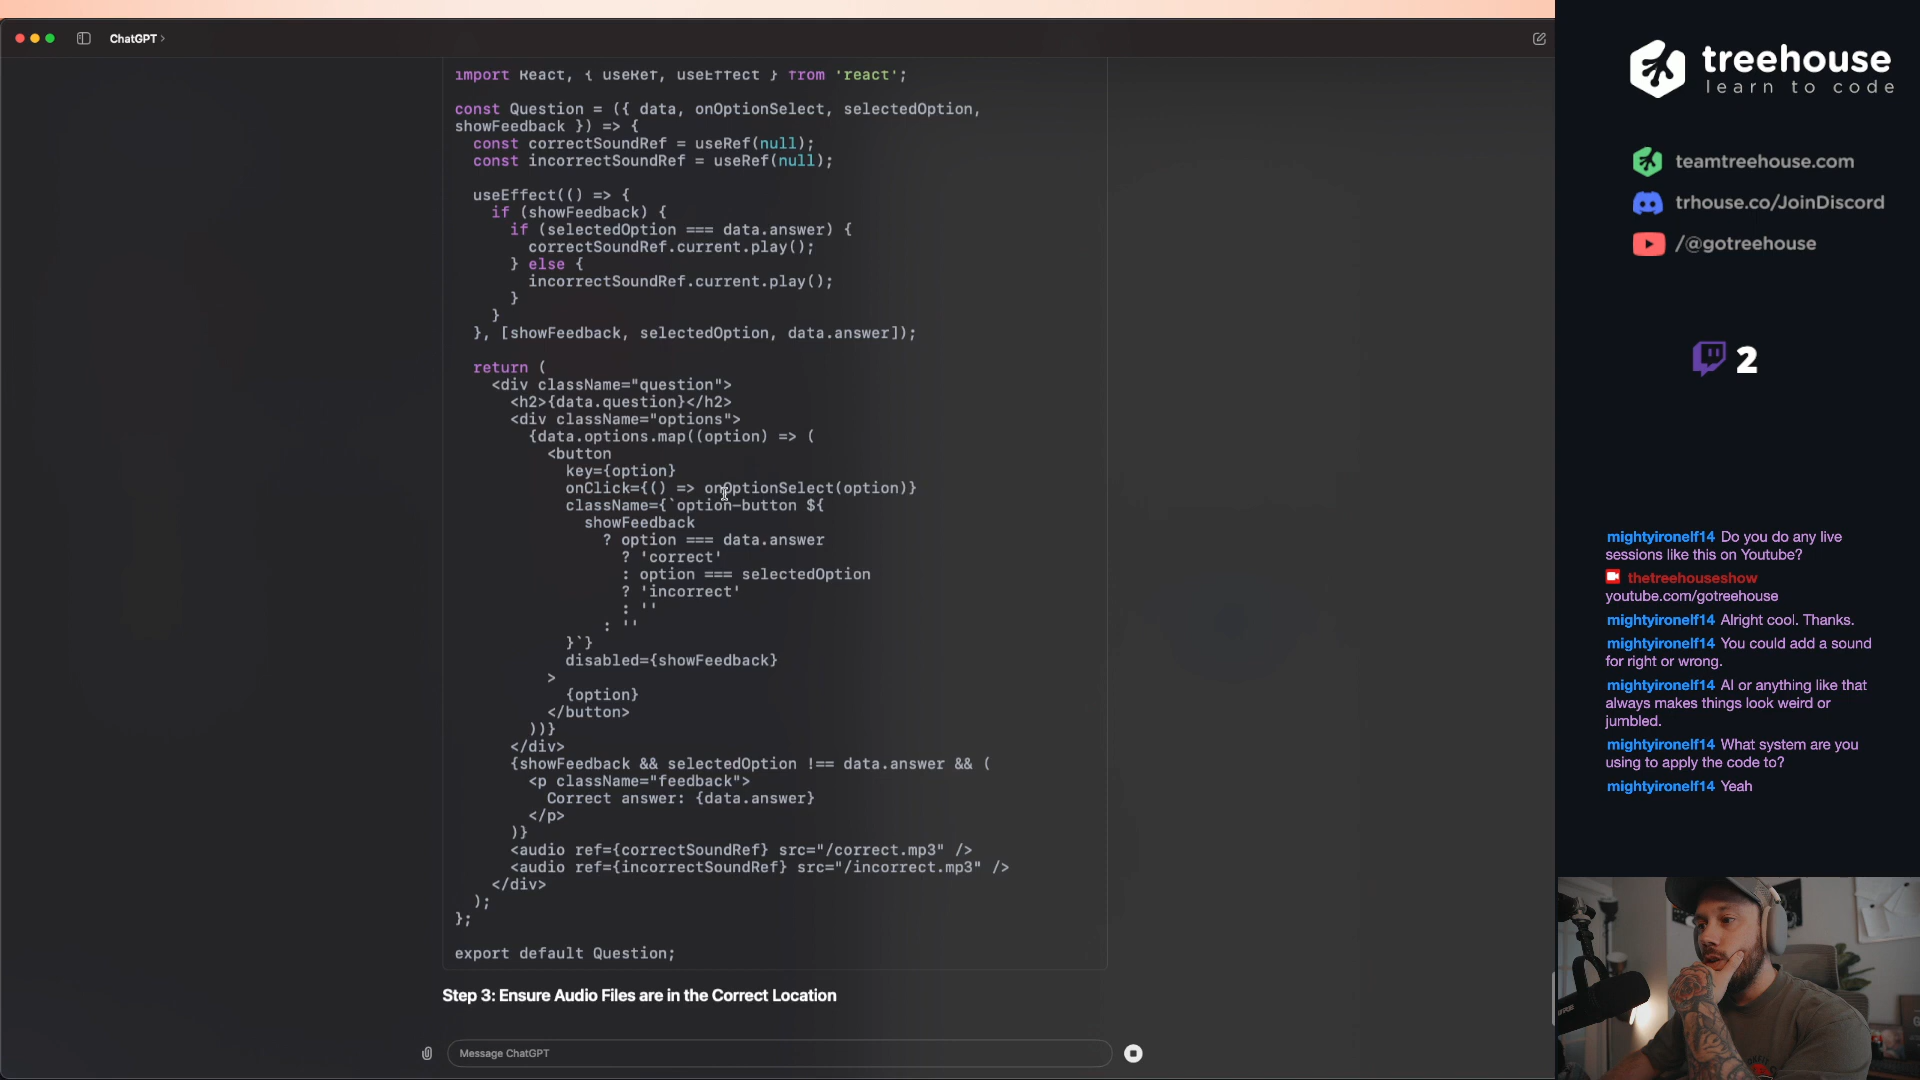 ChatGPT >
import React, { useRef, useEffect } from 'react';
const Question = ({ data, onOptionSelect, selectedOption,
showFeedback }) => {
const correctSoundRef = useRef(null);
const incorrectSoundRef = useRef(null);
useEffect(() => {
if (showFeedback) {
if (selectedOption === data.answer) {
correctSoundRef.current.play();
} else {
incorrectSoundRef.current.play();
}
}
}, [showFeedback, selectedOption, data.answer]);
return (
<div className="question">
<h2>{data.question}</h2>
<div className="options">
{data.options.map((option) => (
<button
key={option}
onClick={() => onOptionSelect(option)}
className={`option-button ${
showFeedback
? option === data.answer
? 'correct'
: option === selectedOption
? 'incorrect'
: ''
: ''
}`}
disabled={showFeedback}
>
{option}
</button>
))}
</div>
{showFeedback && selectedOption !== data.answer && (
<p className="feedback">
Correct answer: {data.answer}
</p>
)}
<audio ref={correctSoundRef} src="/correct.mp3" />
<audio ref={incorrectSoundRef} src="/incorrect.mp3" />
</div>
);
};
export default Question;
Step 3: Ensure Audio Files are in the Correct Location
Message ChatGPT
treehouse
learn to code
teamtreehouse.com
trhouse.co/JoinDiscord
/@gotreehouse
2
mightyironelf14 Do you do any live
sessions like this on Youtube?
thetreehouseshow
youtube.com/gotreehouse
mightyironelf14 Alright cool. Thanks.
mightyironelf14 You could add a sound
for right or wrong.
mightyironelf14 AI or anything like that
always makes things look weird or
jumbled.
mightyironelf14 What system are you
using to apply the code to?
mightyironelf14 Yeah